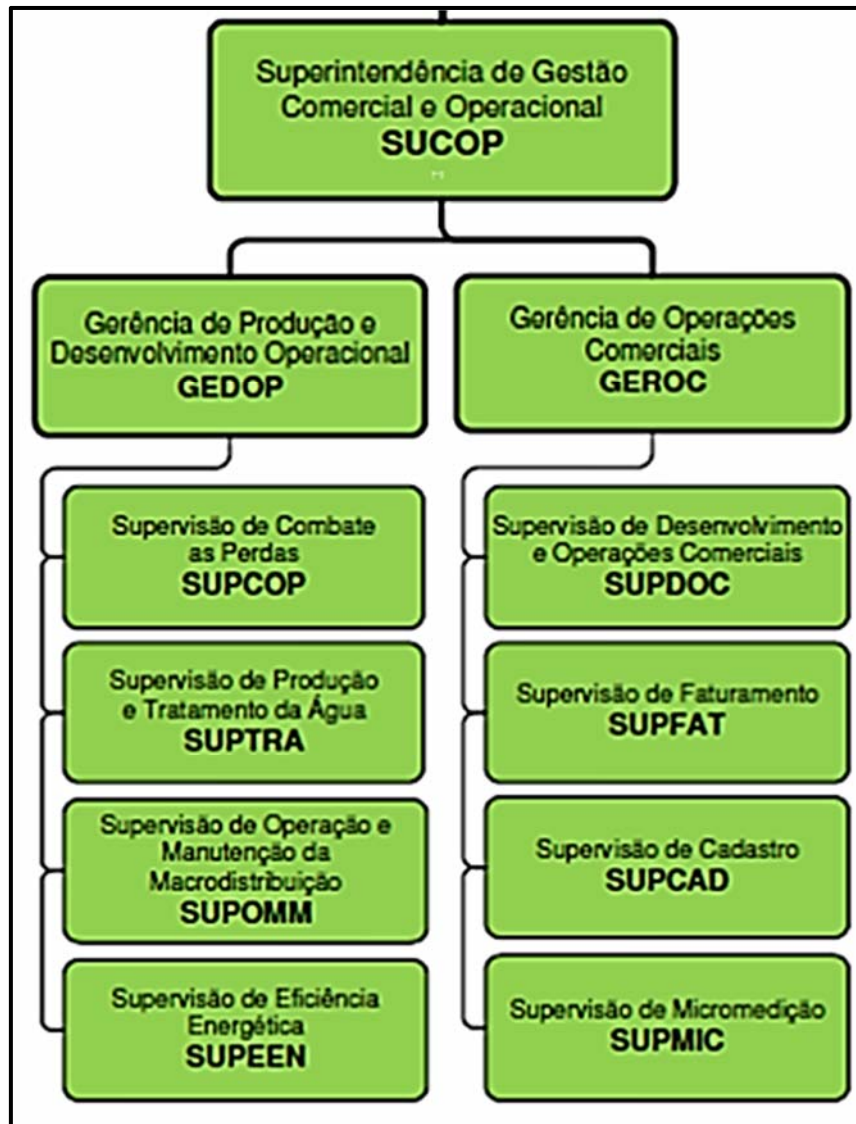 Superintendência de Gestão
Comercial e Operacional
SUCOP
Gerência de Produção e
Desenvolvimento Operacional
GEDOP
Gerência de Operações
Comerciais
GEROC
Supervisão de Combate
as Perdas
SUPCOP
Supervisão de Produção
e Tratamento da Água
SUPTRA
Supervisão de Operação e
Manutenção da
Macrodistribuição
SUPOMM
Supervisão de Eficiência
Energética
SUPEEN
Supervisão de Desenvolvimento
e Operações Comerciais
SUPDOC
Supervisão de Faturamento
SUPFAT
Supervisão de Cadastro
SUPCAD
Supervisão de Micromedição
SUPMIC